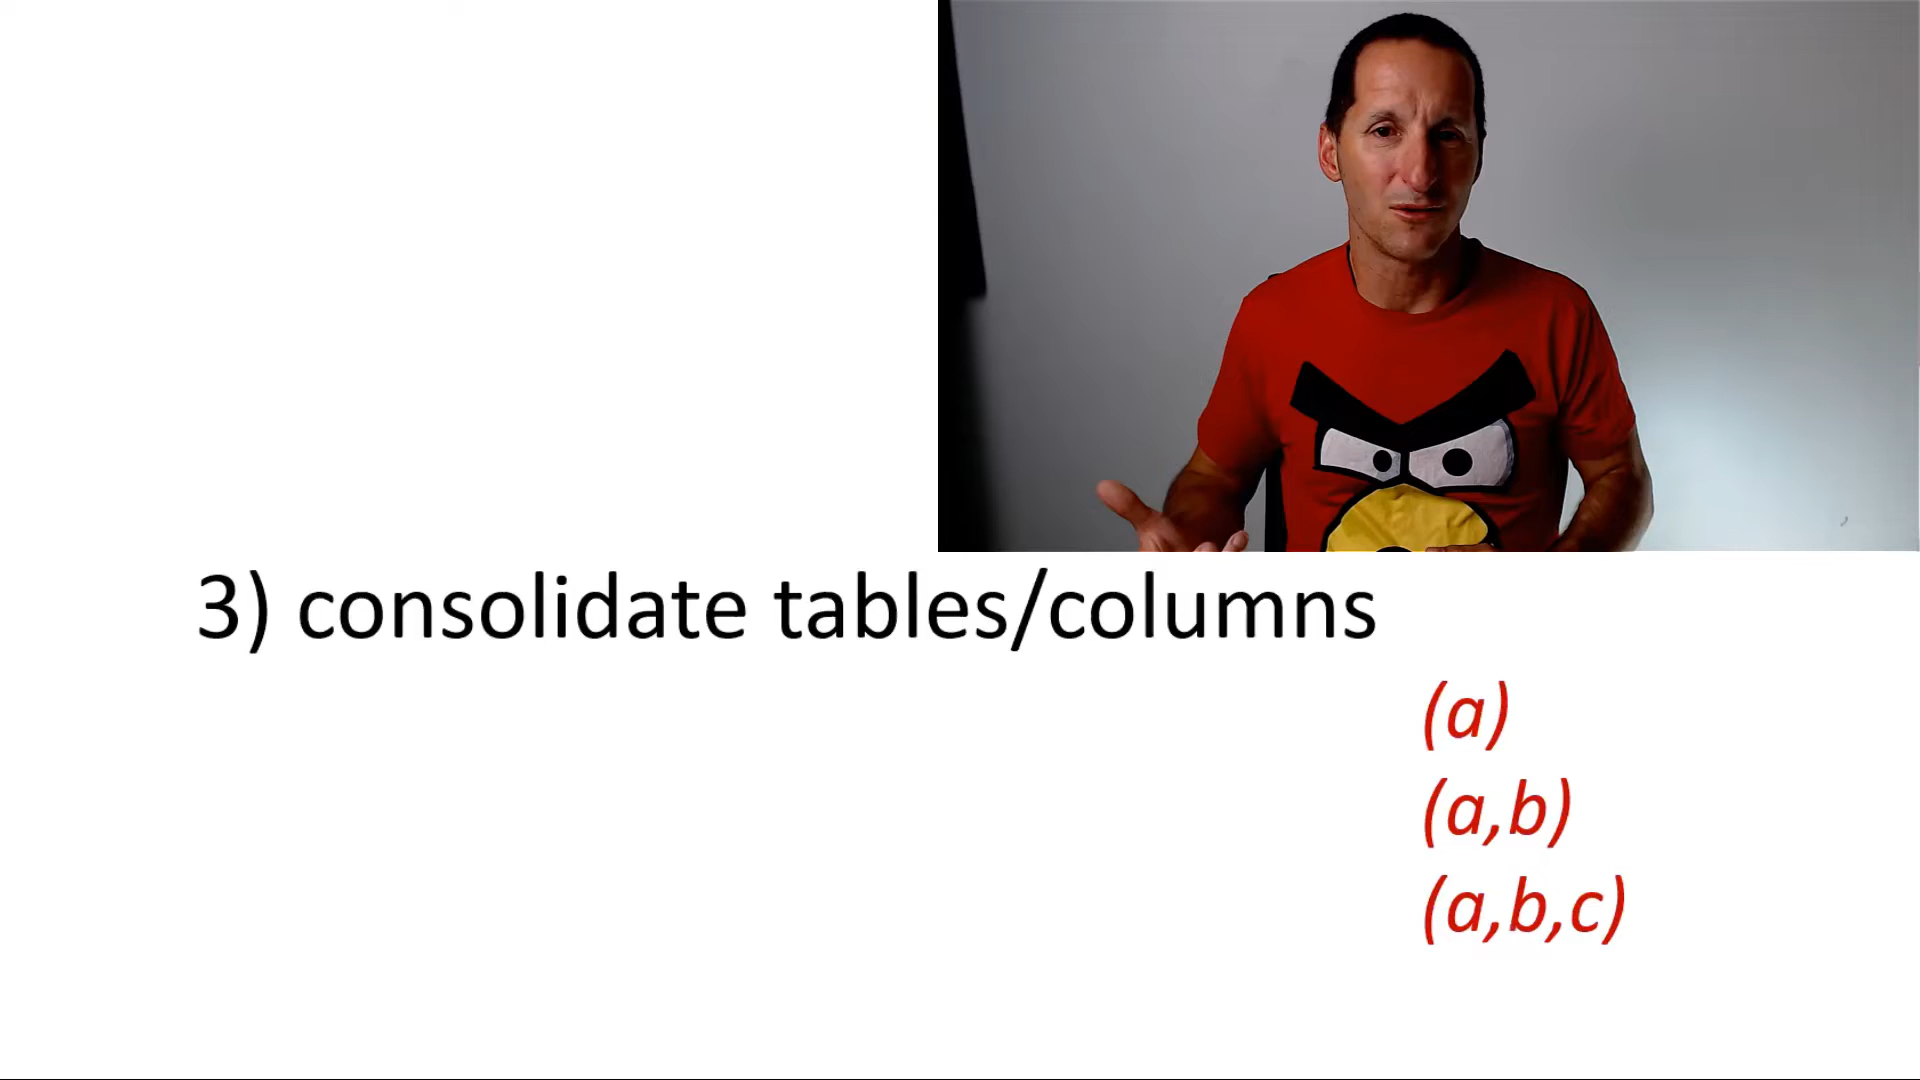 3) consolidate tables/columns
(a)
(a,b)
(a,b,c)